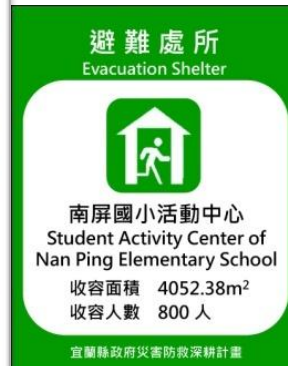 避難處所
Evacuation Shelter
南屏國小活動中心
Student Activity Center of
Nan Ping Elementary School
收容面積 4052.38m²
收容人數 800 人
宜蘭縣政府災害防救深耕計畫